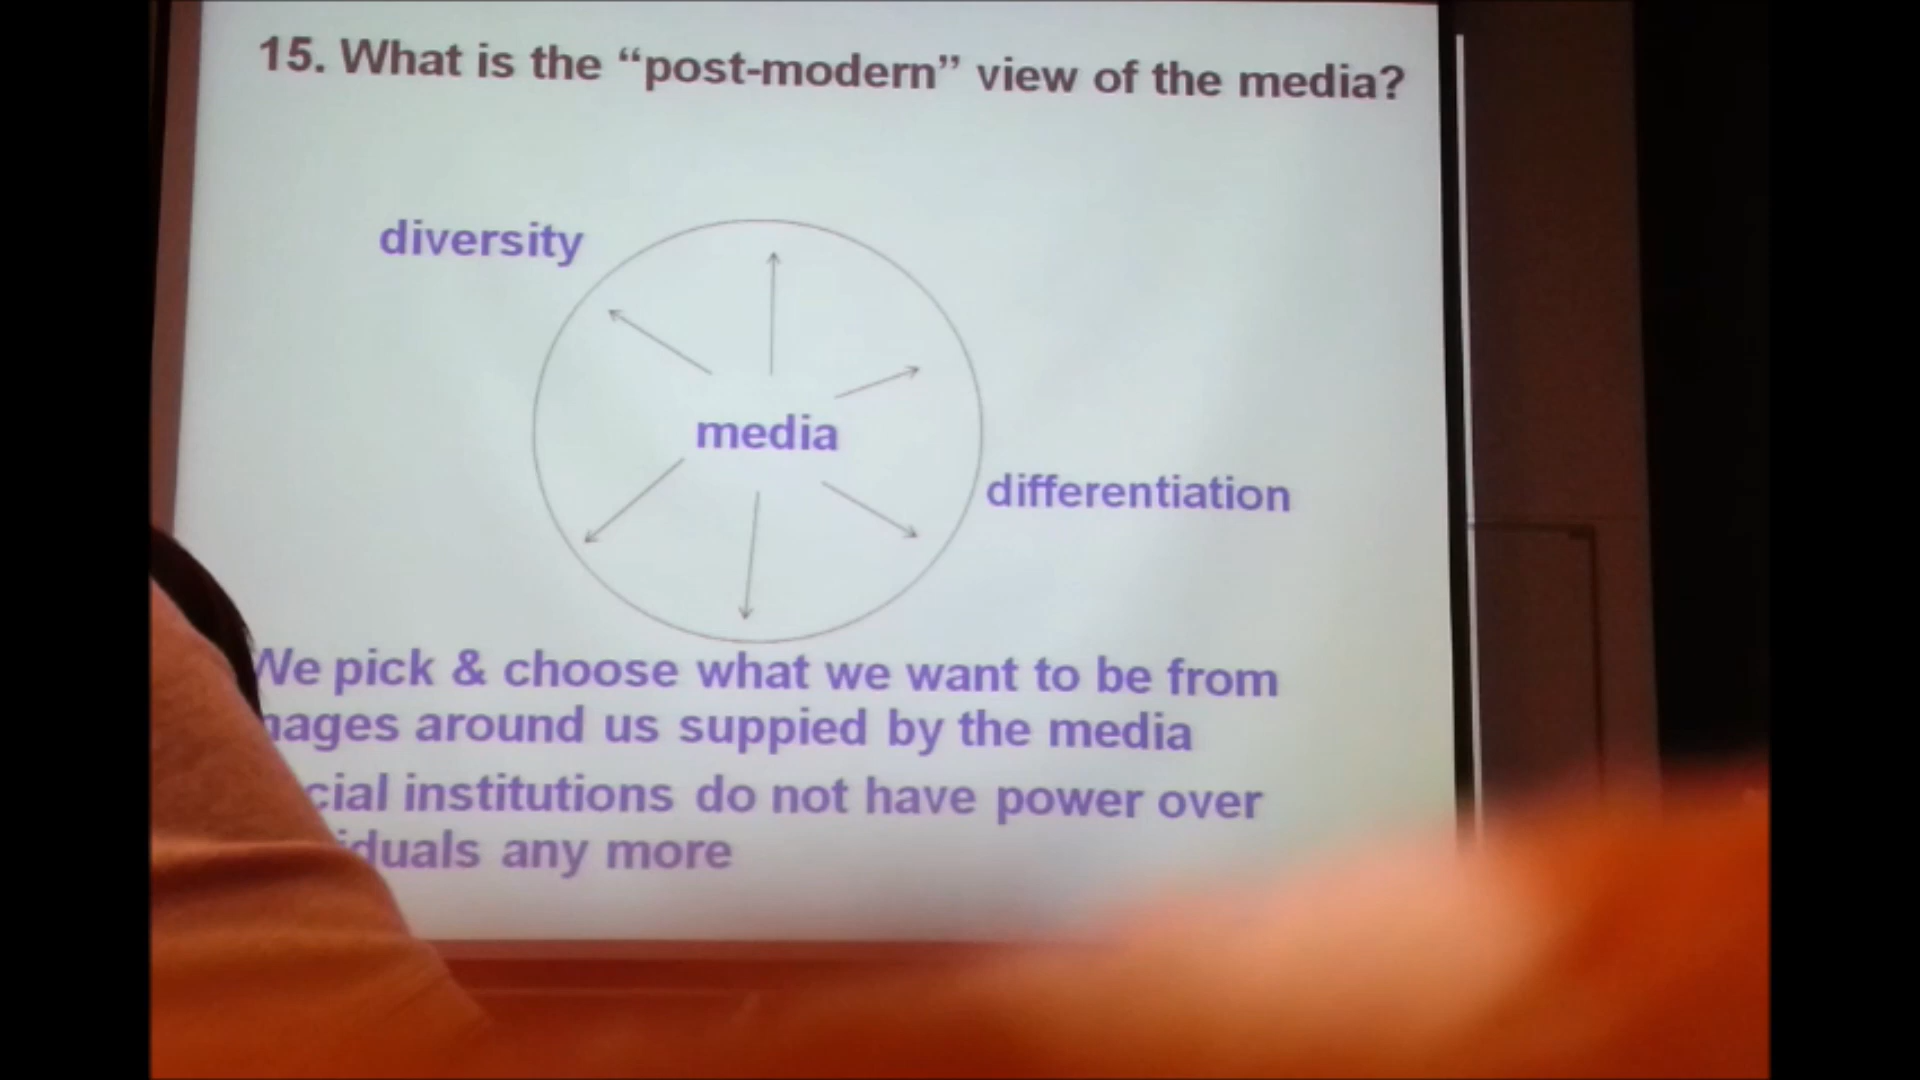 15. What is the “post-modern” view of the media?
diversity
media
differentiation
We pick & choose what we want to be from
mages around us suppied by the media
cial institutions do not have power over
iduals any more